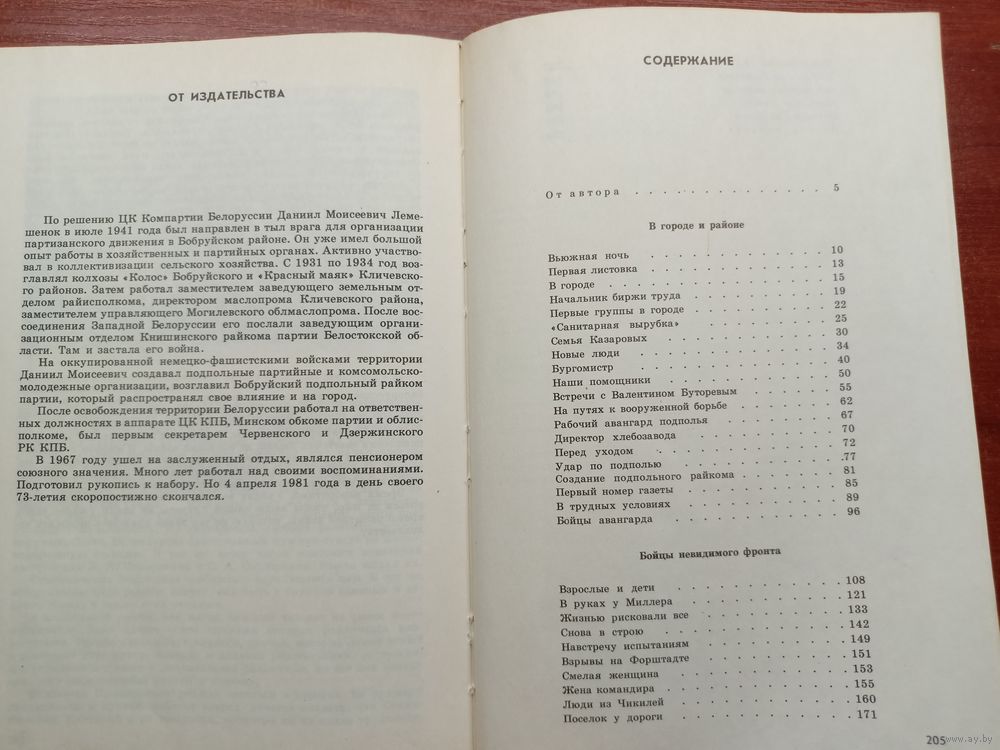 ОТ ИЗДАТЕЛЬСТВА
По решению ЦК Компартии Белоруссии Даниил Моисеевич Леме-
шенок в июле 1941 года был направлен в тыл врага для организации
партизанского движения в Бобруйском районе. Он уже имел большой
опыт работы в хозяйственных и партийных органах. Активно участво-
вал в коллективизации сельского хозяйства. С 1931 по 1934 год воз-
главлял колхозы «Колос» Бобруйского и «Красный маяк» Кличевско-
го районов. Затем работал заместителем заведующего земельным от-
делом райисполкома, директором маслопрома Кличевского района,
заместителем управляющего Могилевского облмаслопрома. После вос-
соединения Западной Белоруссии его послали заведующим органи-
зационным отделом Книшинского райкома партии Белостокской об-
ласти. Там и застала его война.
На оккупированной немецко-фашистскими войсками территории
Даниил Моисеевич создавал подпольные партийные и комсомольско-
молодежные организации, возглавил Бобруйский подпольный райком
партии, который распространял свое влияние и на город.
После освобождения территории Белоруссии работал на ответствен-
ных должностях в аппарате ЦК КПБ, Минском обкоме партии и облис-
полкоме, был первым секретарем Червенского и Дзержинского
РК КПБ.
В 1967 году ушел на заслуженный отдых, являлся пенсионером
союзного значения. Много лет работал над своими воспоминаниями.
Подготовил рукопись к набору. Но 4 апреля 1981 года в день своего
73-летия скоропостижно скончался.
СОДЕРЖАНИЕ
От автора . . . . . . . . . . . . 5
В городе и районе
Вьюжная ночь . . . . . . . . . . 10
Первая листовка . . . . . . . . . . 13
В городе . . . . . . . . . . 15
Начальник биржи труда . . . . . . . . . . 19
Первые группы в городе . . . . . . . . . . 22
«Санитарная вырубка» . . . . . . . . . . 25
Семья Казаровых . . . . . . . . . . 30
Новые люди . . . . . . . . . . 34
Бургомистр . . . . . . . . . . 40
Наши помощники . . . . . . . . . . 50
Встречи с Валентином Буторевым . . . . . . . . 55
На путях к вооруженной борьбе . . . . . . . . 62
Рабочий авангард подполья . . . . . . . . 67
Директор хлебозавода . . . . . . . . . . 70
Перед уходом . . . . . . . . . . 72
Удар по подполью . . . . . . . . . . 77
Создание подпольного райкома . . . . . . . . 81
Первый номер газеты . . . . . . . . . . 85
В трудных условиях . . . . . . . . . . 89
Бойцы авангарда . . . . . . . . . . 96
Бойцы невидимого фронта
Взрослые и дети . . . . . . . . . . 108
В руках у Миллера . . . . . . . . . . 121
Жизнью рисковали все . . . . . . . . . . 133
Снова в строю . . . . . . . . . . 142
Навстречу испытаниям . . . . . . . . . . 149
Взрывы на Форштадте . . . . . . . . . . 151
Смелая женщина . . . . . . . . . . 153
Жена командира . . . . . . . . . . 155
Люди из Чикилей . . . . . . . . . . 160
Поселок у дороги . . . . . . . . . . 171
205
www.ay.by